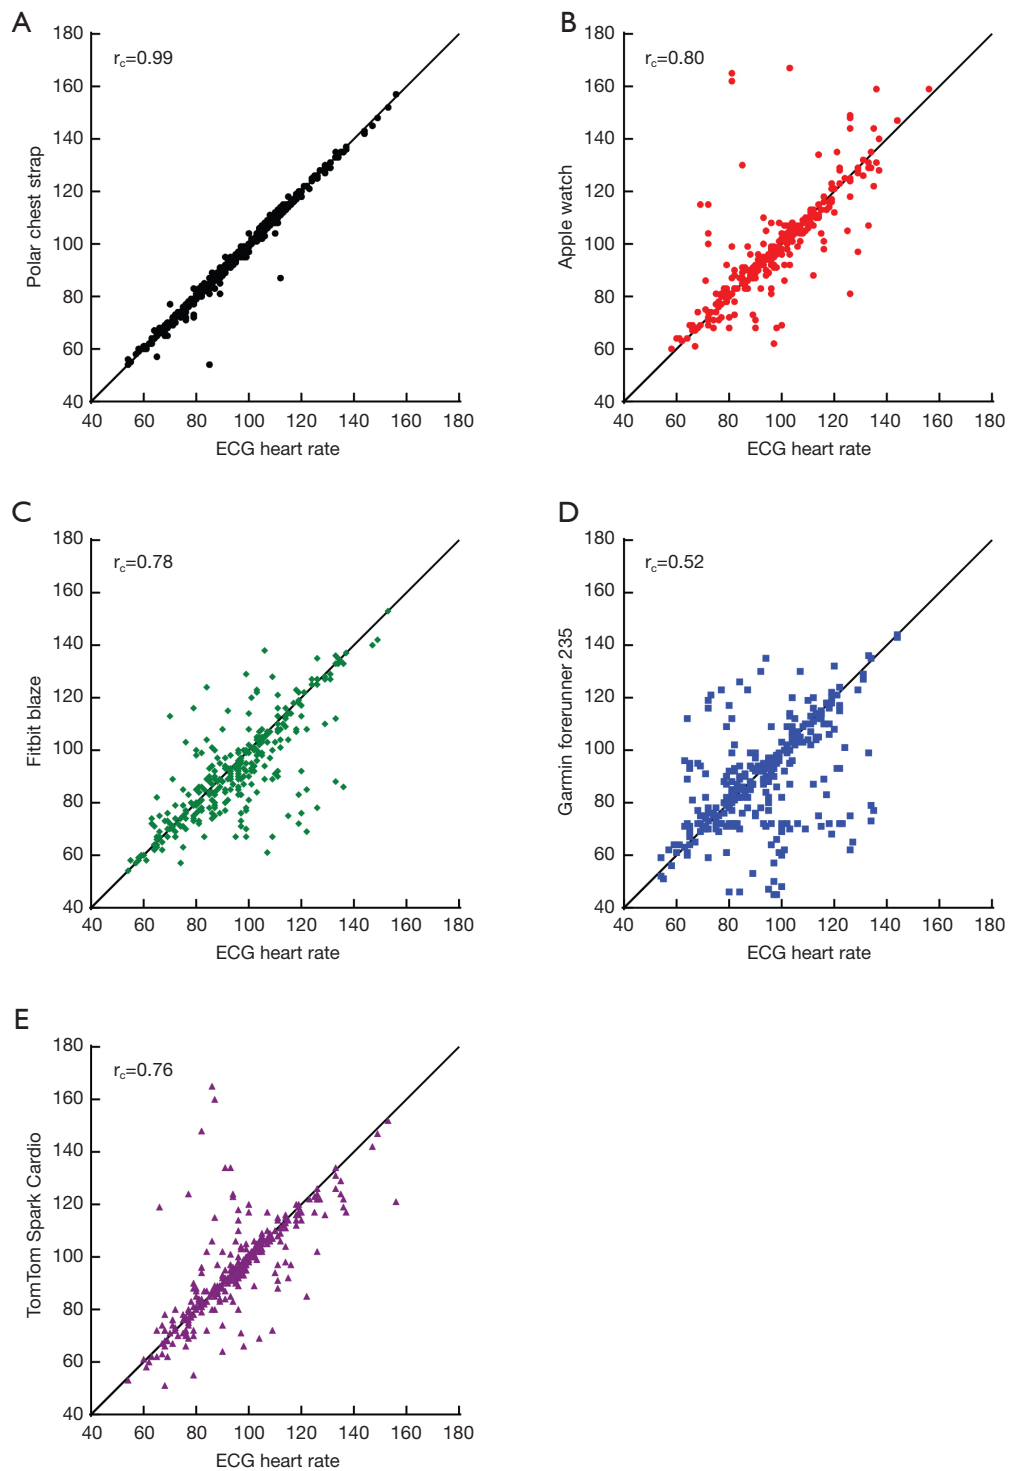 A
180
160
140
120
100
80
60
40
r_c=0.99
Polar chest strap
40 60 80 100 120 140 160 180
ECG heart rate
B
180
160
140
120
100
80
60
40
r_c=0.80
Apple watch
40 60 80 100 120 140 160 180
ECG heart rate
C
180
160
140
120
100
80
60
40
r_c=0.78
Fitbit blaze
40 60 80 100 120 140 160 180
ECG heart rate
D
180
160
140
120
100
80
60
40
r_c=0.52
Garmin forerunner 235
40 60 80 100 120 140 160 180
ECG heart rate
E
180
160
140
120
100
80
60
40
r_c=0.76
TomTom Spark Cardio
40 60 80 100 120 140 160 180
ECG heart rate